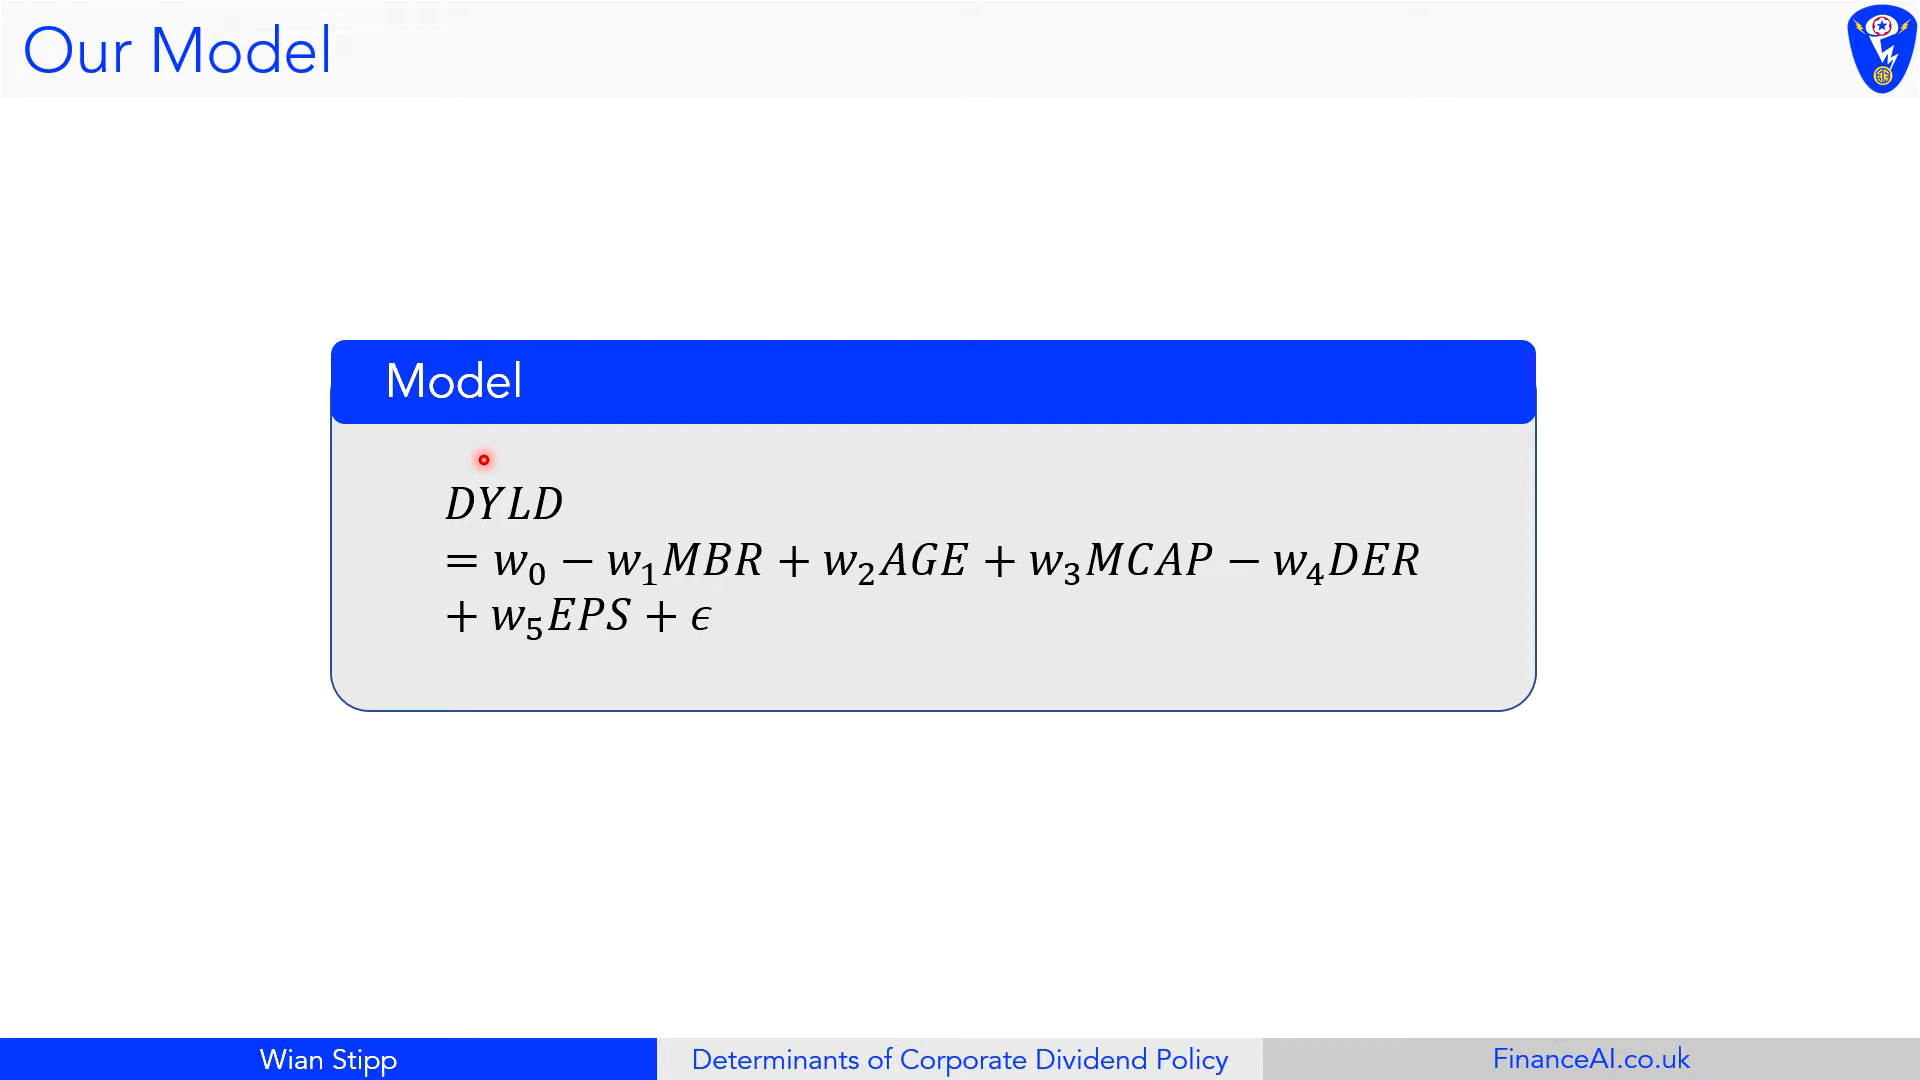 Our Model
Model
DYLD
= w₀ − w₁MBR + w₂AGE + w₃MCAP − w₄DER
+ w₅EPS + ϵ
Wian Stipp
Determinants of Corporate Dividend Policy
FinanceAI.co.uk